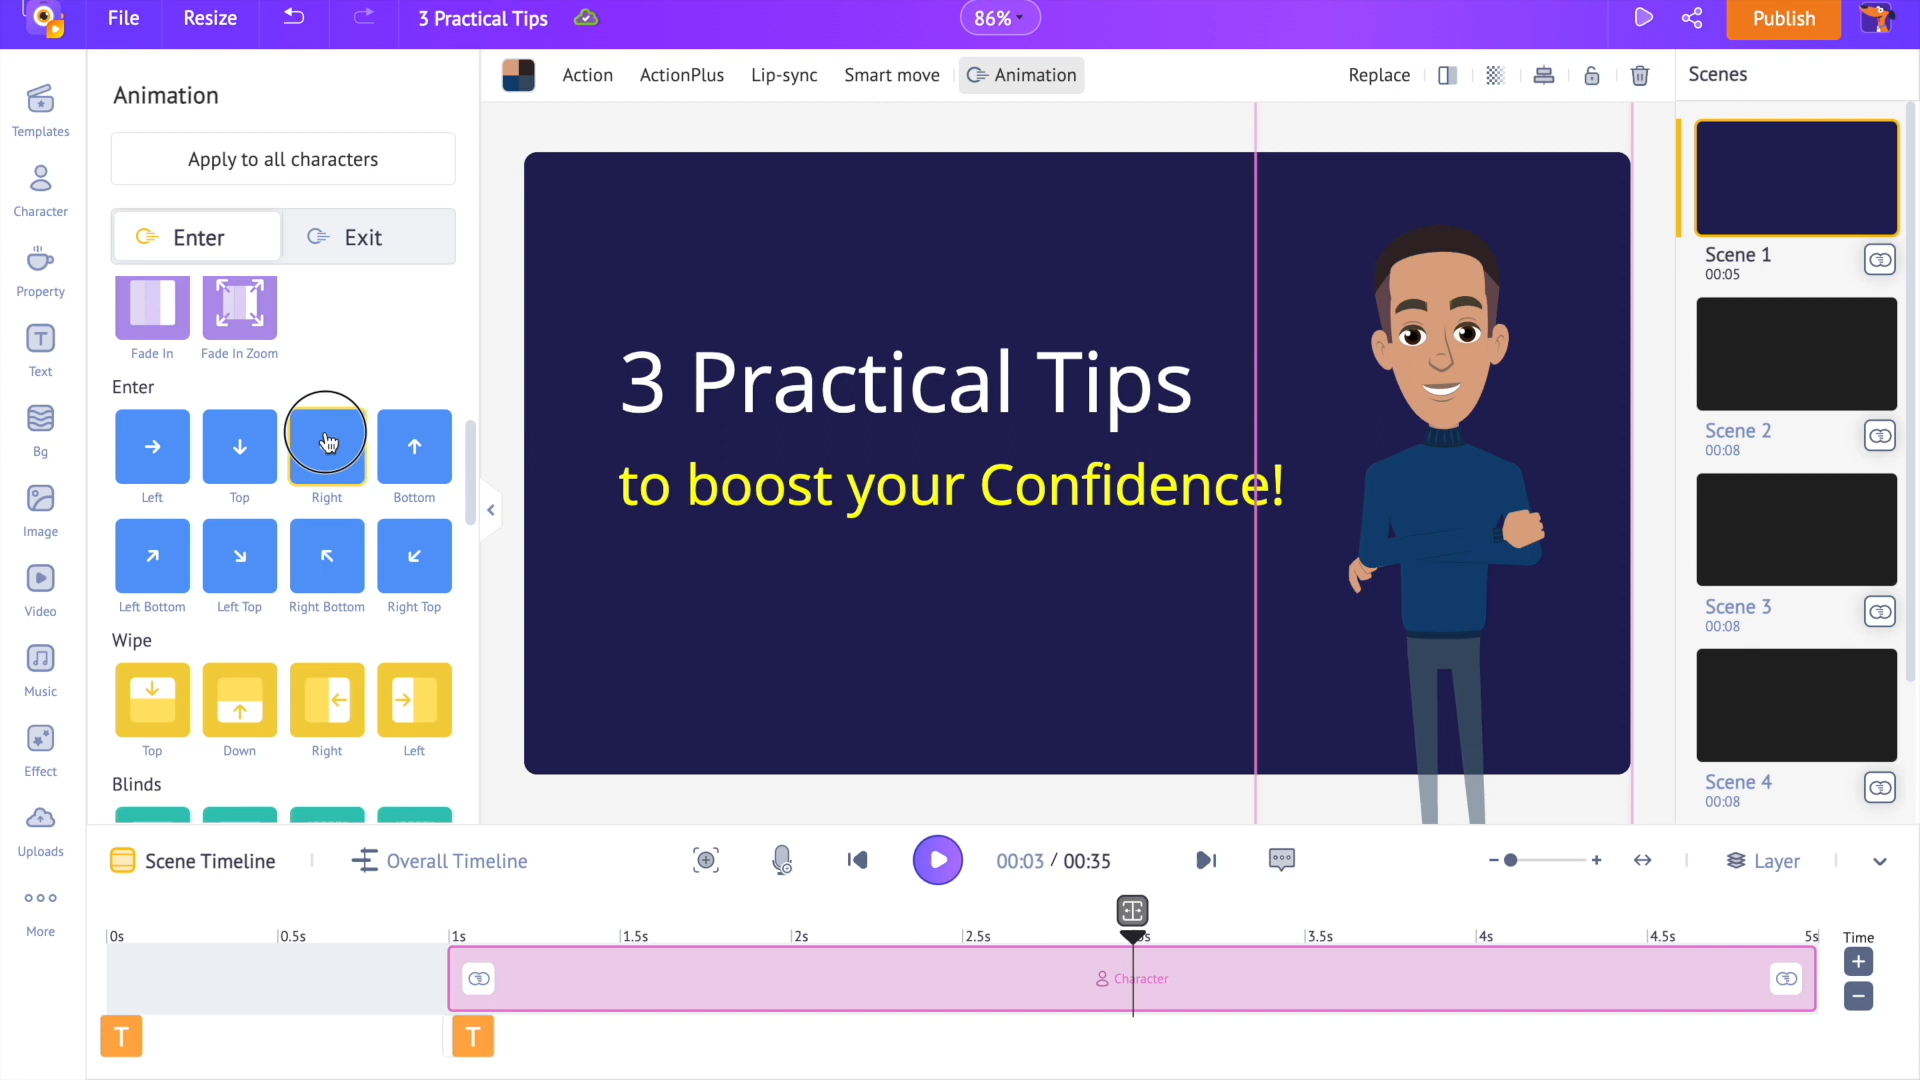 File
Resize
3 Practical Tips
86%
Publish
Templates
Character
Property
Text
Bg
Image
Video
Music
Effect
Uploads
More
Animation
Apply to all characters
Enter
Exit
Fade In
Fade In Zoom
Enter
Left
Top
Right
Bottom
Left Bottom
Left Top
Right Bottom
Right Top
Wipe
Top
Down
Right
Left
Blinds
Action
ActionPlus
Lip-sync
Smart move
Animation
Replace
3 Practical Tips
to boost your Confidence!
Scenes
Scene 1
00:05
Scene 2
00:08
Scene 3
00:08
Scene 4
00:08
Scene Timeline
Overall Timeline
00:03 / 00:35
Layer
0s
0.5s
1s
1.5s
2s
2.5s
3.5s
4s
4.5s
5s
Time
Character
T
T